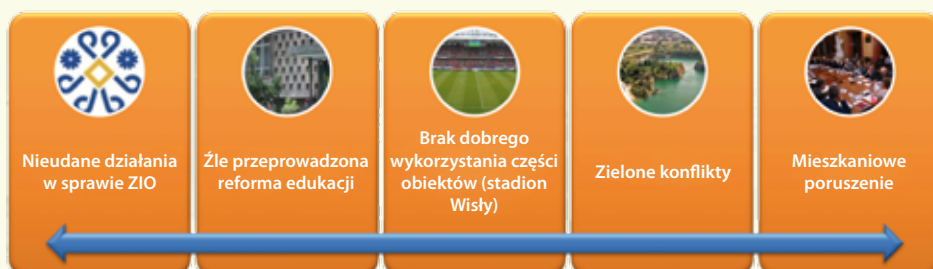 Nieudane działania
w sprawie ZIO
Źle przeprowadzona
reforma edukacji
Brak dobrego
wykorzystania części
obiektów (stadion
Wisły)
Zielone konflikty
Mieszkaniowe
poruszenie